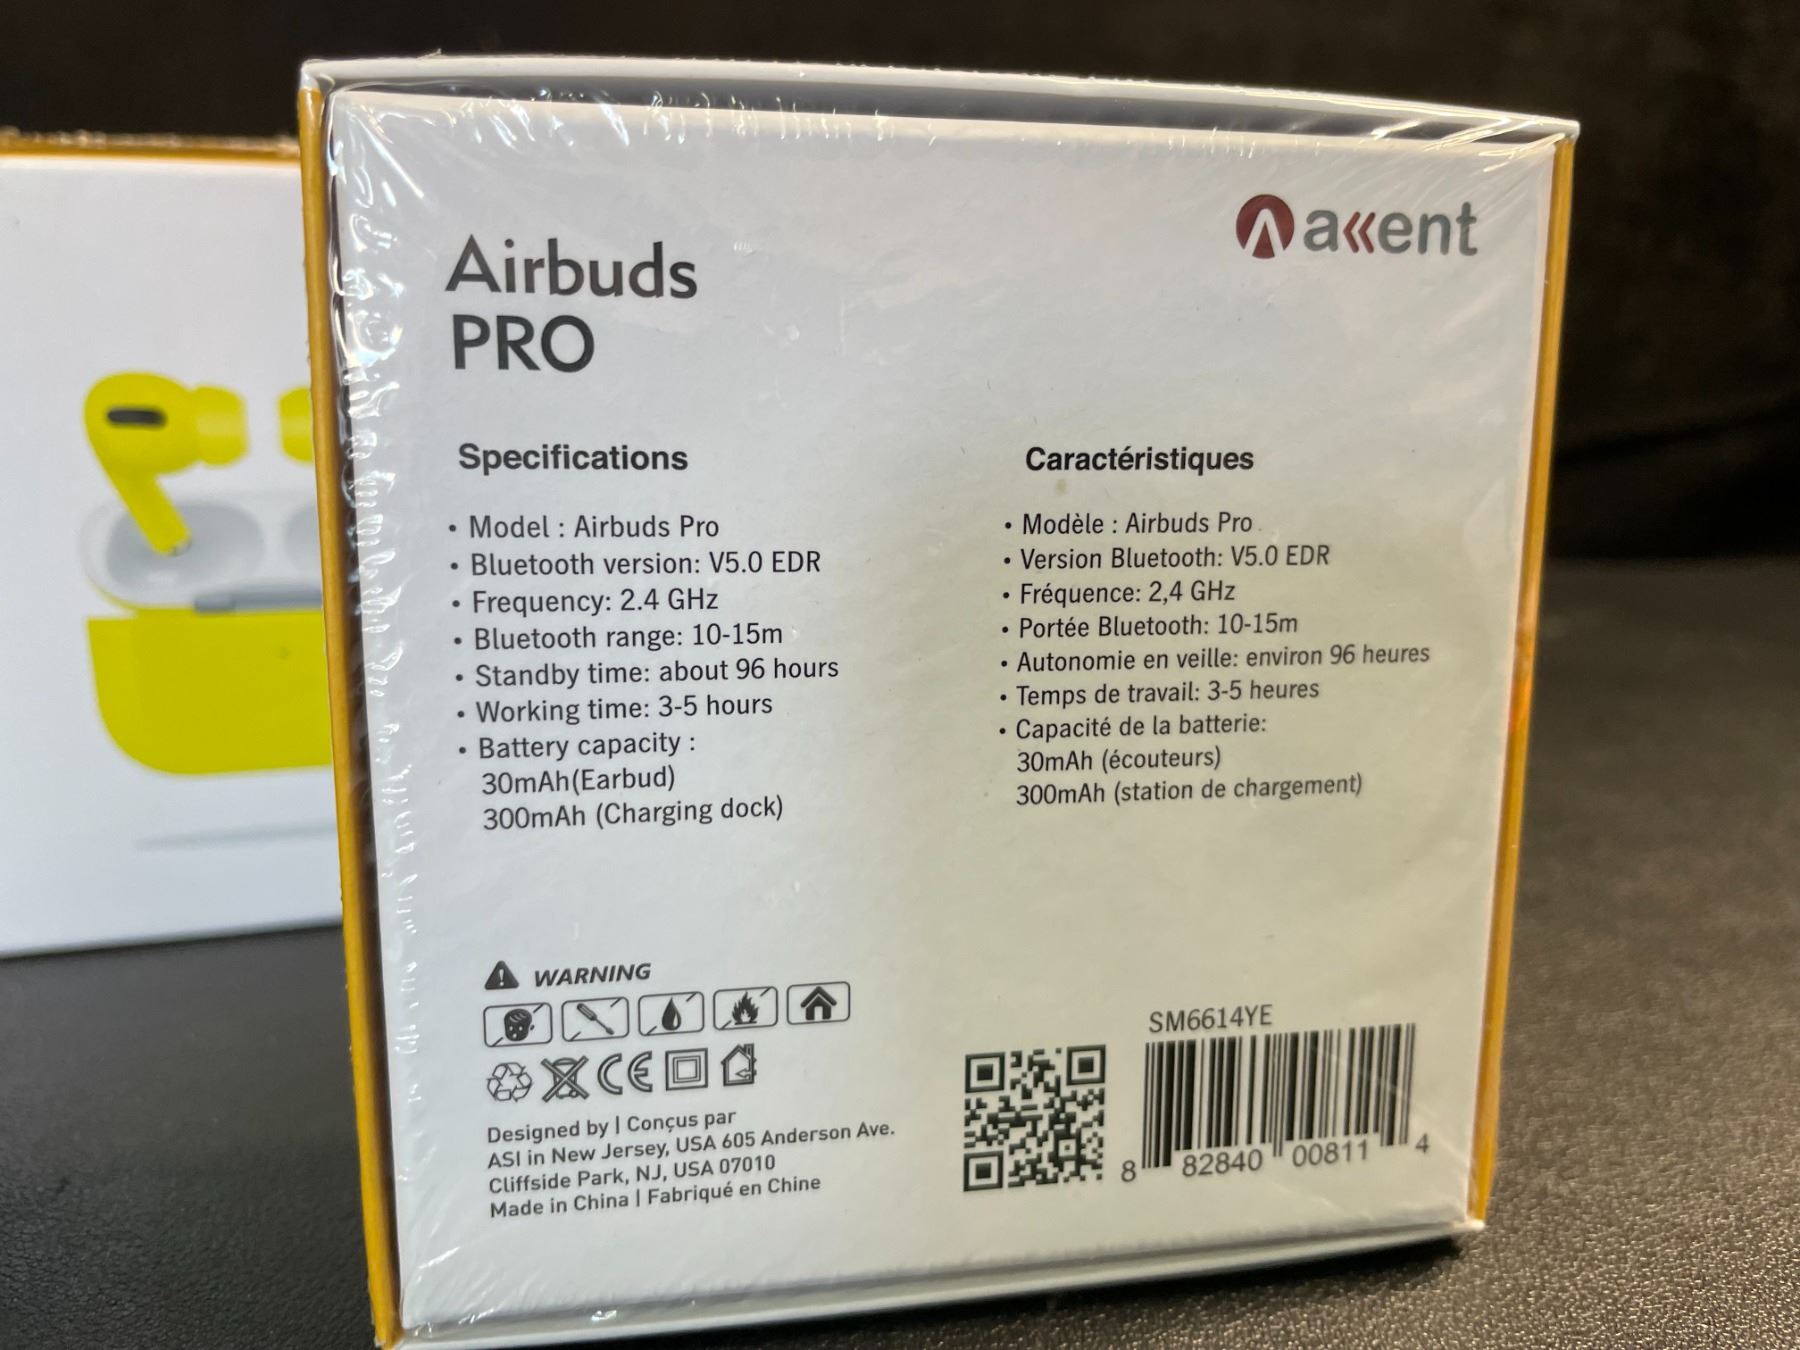 a‹‹ent
Airbuds
PRO
Specifications
• Model : Airbuds Pro
• Bluetooth version: V5.0 EDR
• Frequency: 2.4 GHz
• Bluetooth range: 10-15m
• Standby time: about 96 hours
• Working time: 3-5 hours
• Battery capacity :
30mAh(Earbud)
300mAh (Charging dock)
Caractéristiques
• Modèle : Airbuds Pro
• Version Bluetooth: V5.0 EDR
• Fréquence: 2,4 GHz
• Portée Bluetooth: 10-15m
• Autonomie en veille: environ 96 heures
• Temps de travail: 3-5 heures
• Capacité de la batterie:
30mAh (écouteurs)
300mAh (station de chargement)
WARNING
CE
Designed by | Conçus par
ASI in New Jersey, USA 605 Anderson Ave.
Cliffside Park, NJ, USA 07010
Made in China | Fabriqué en Chine
SM6614YE
8 82840 00811 4